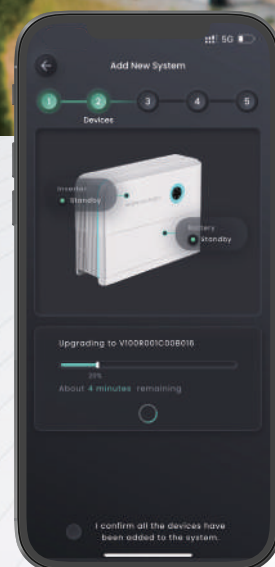 5G
Add New System
1 2 3 4 5
Devices
Inverter
Standby
Battery
Standby
Upgrading to V100R001C00B016
20%
About 4 minutes remaining
I confirm all the devices have
been added to the system.